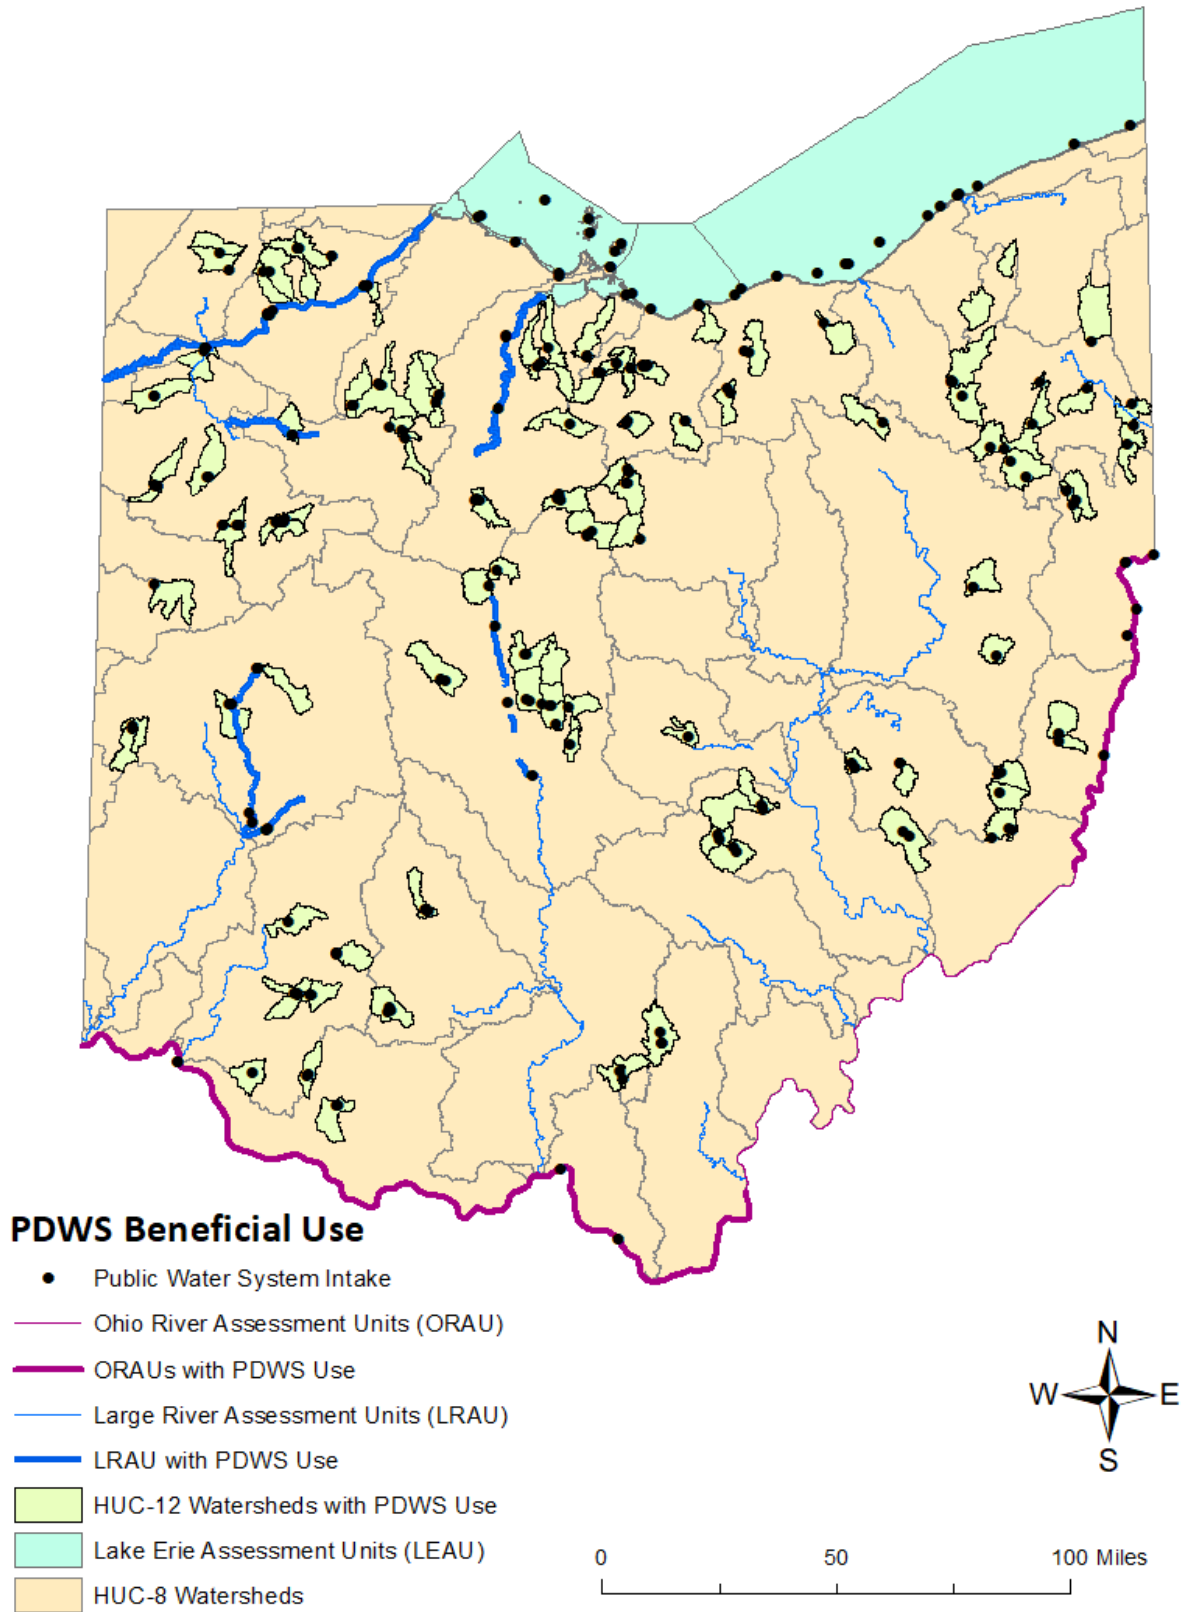 PDWS Beneficial Use
Public Water System Intake
Ohio River Assessment Units (ORAU)
ORAUs with PDWS Use
Large River Assessment Units (LRAU)
LRAU with PDWS Use
HUC-12 Watersheds with PDWS Use
Lake Erie Assessment Units (LEAU)
HUC-8 Watersheds
N
W E
S
0 50 100 Miles